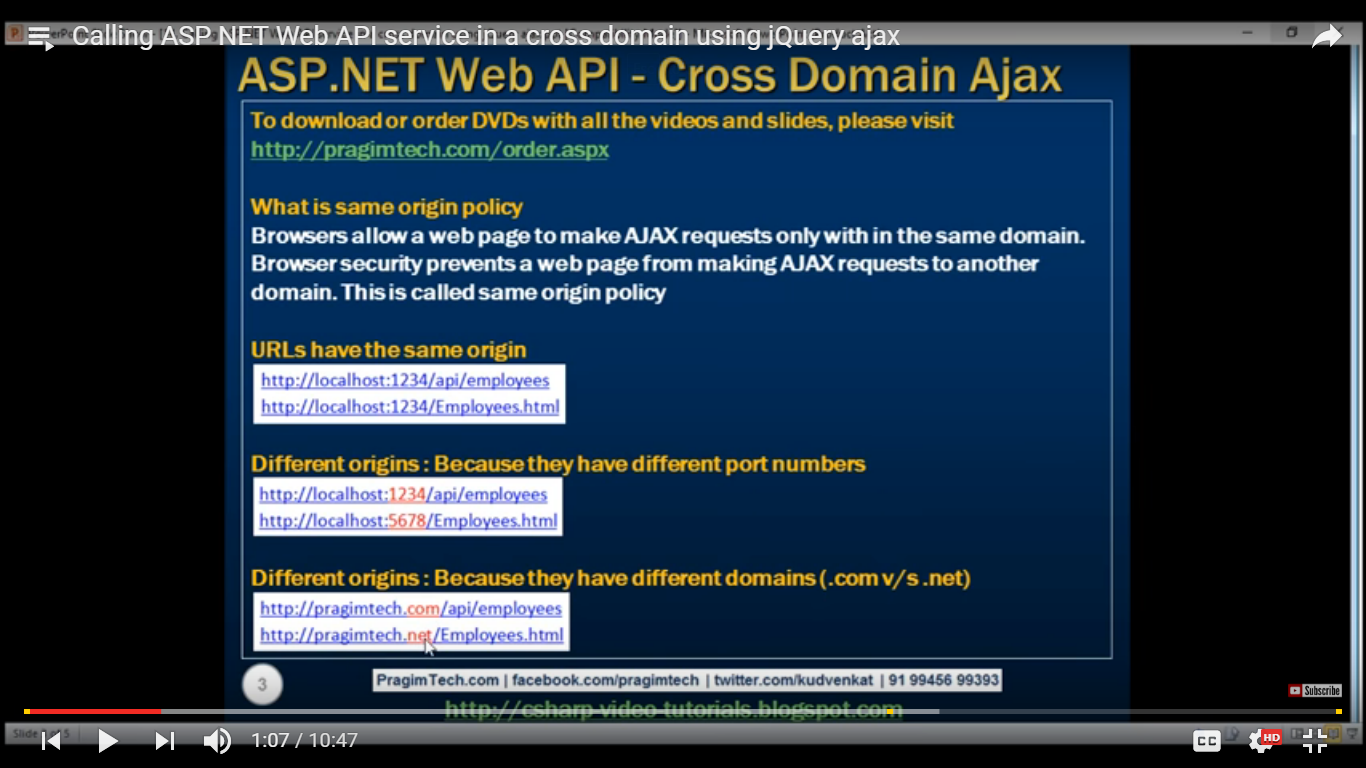 Calling ASP NET Web API service in a cross domain using jQuery ajax
ASP.NET Web API - Cross Domain Ajax
To download or order DVDs with all the videos and slides, please visit
http://pragimtech.com/order.aspx
What is same origin policy
Browsers allow a web page to make AJAX requests only with in the same domain.
Browser security prevents a web page from making AJAX requests to another
domain. This is called same origin policy
URLs have the same origin
http://localhost:1234/api/employees
http://localhost:1234/Employees.html
Different origins : Because they have different port numbers
http://localhost:1234/api/employees
http://localhost:5678/Employees.html
Different origins : Because they have different domains (.com v/s .net)
http://pragimtech.com/api/employees
http://pragimtech.net/Employees.html
3
PragimTech.com | facebook.com/pragimtech | twitter.com/kudvenkat | 91 99456 99393
Subscribe
http://csharp-video-tutorials.blogspot.com
1:07 / 10:47
CC
HD